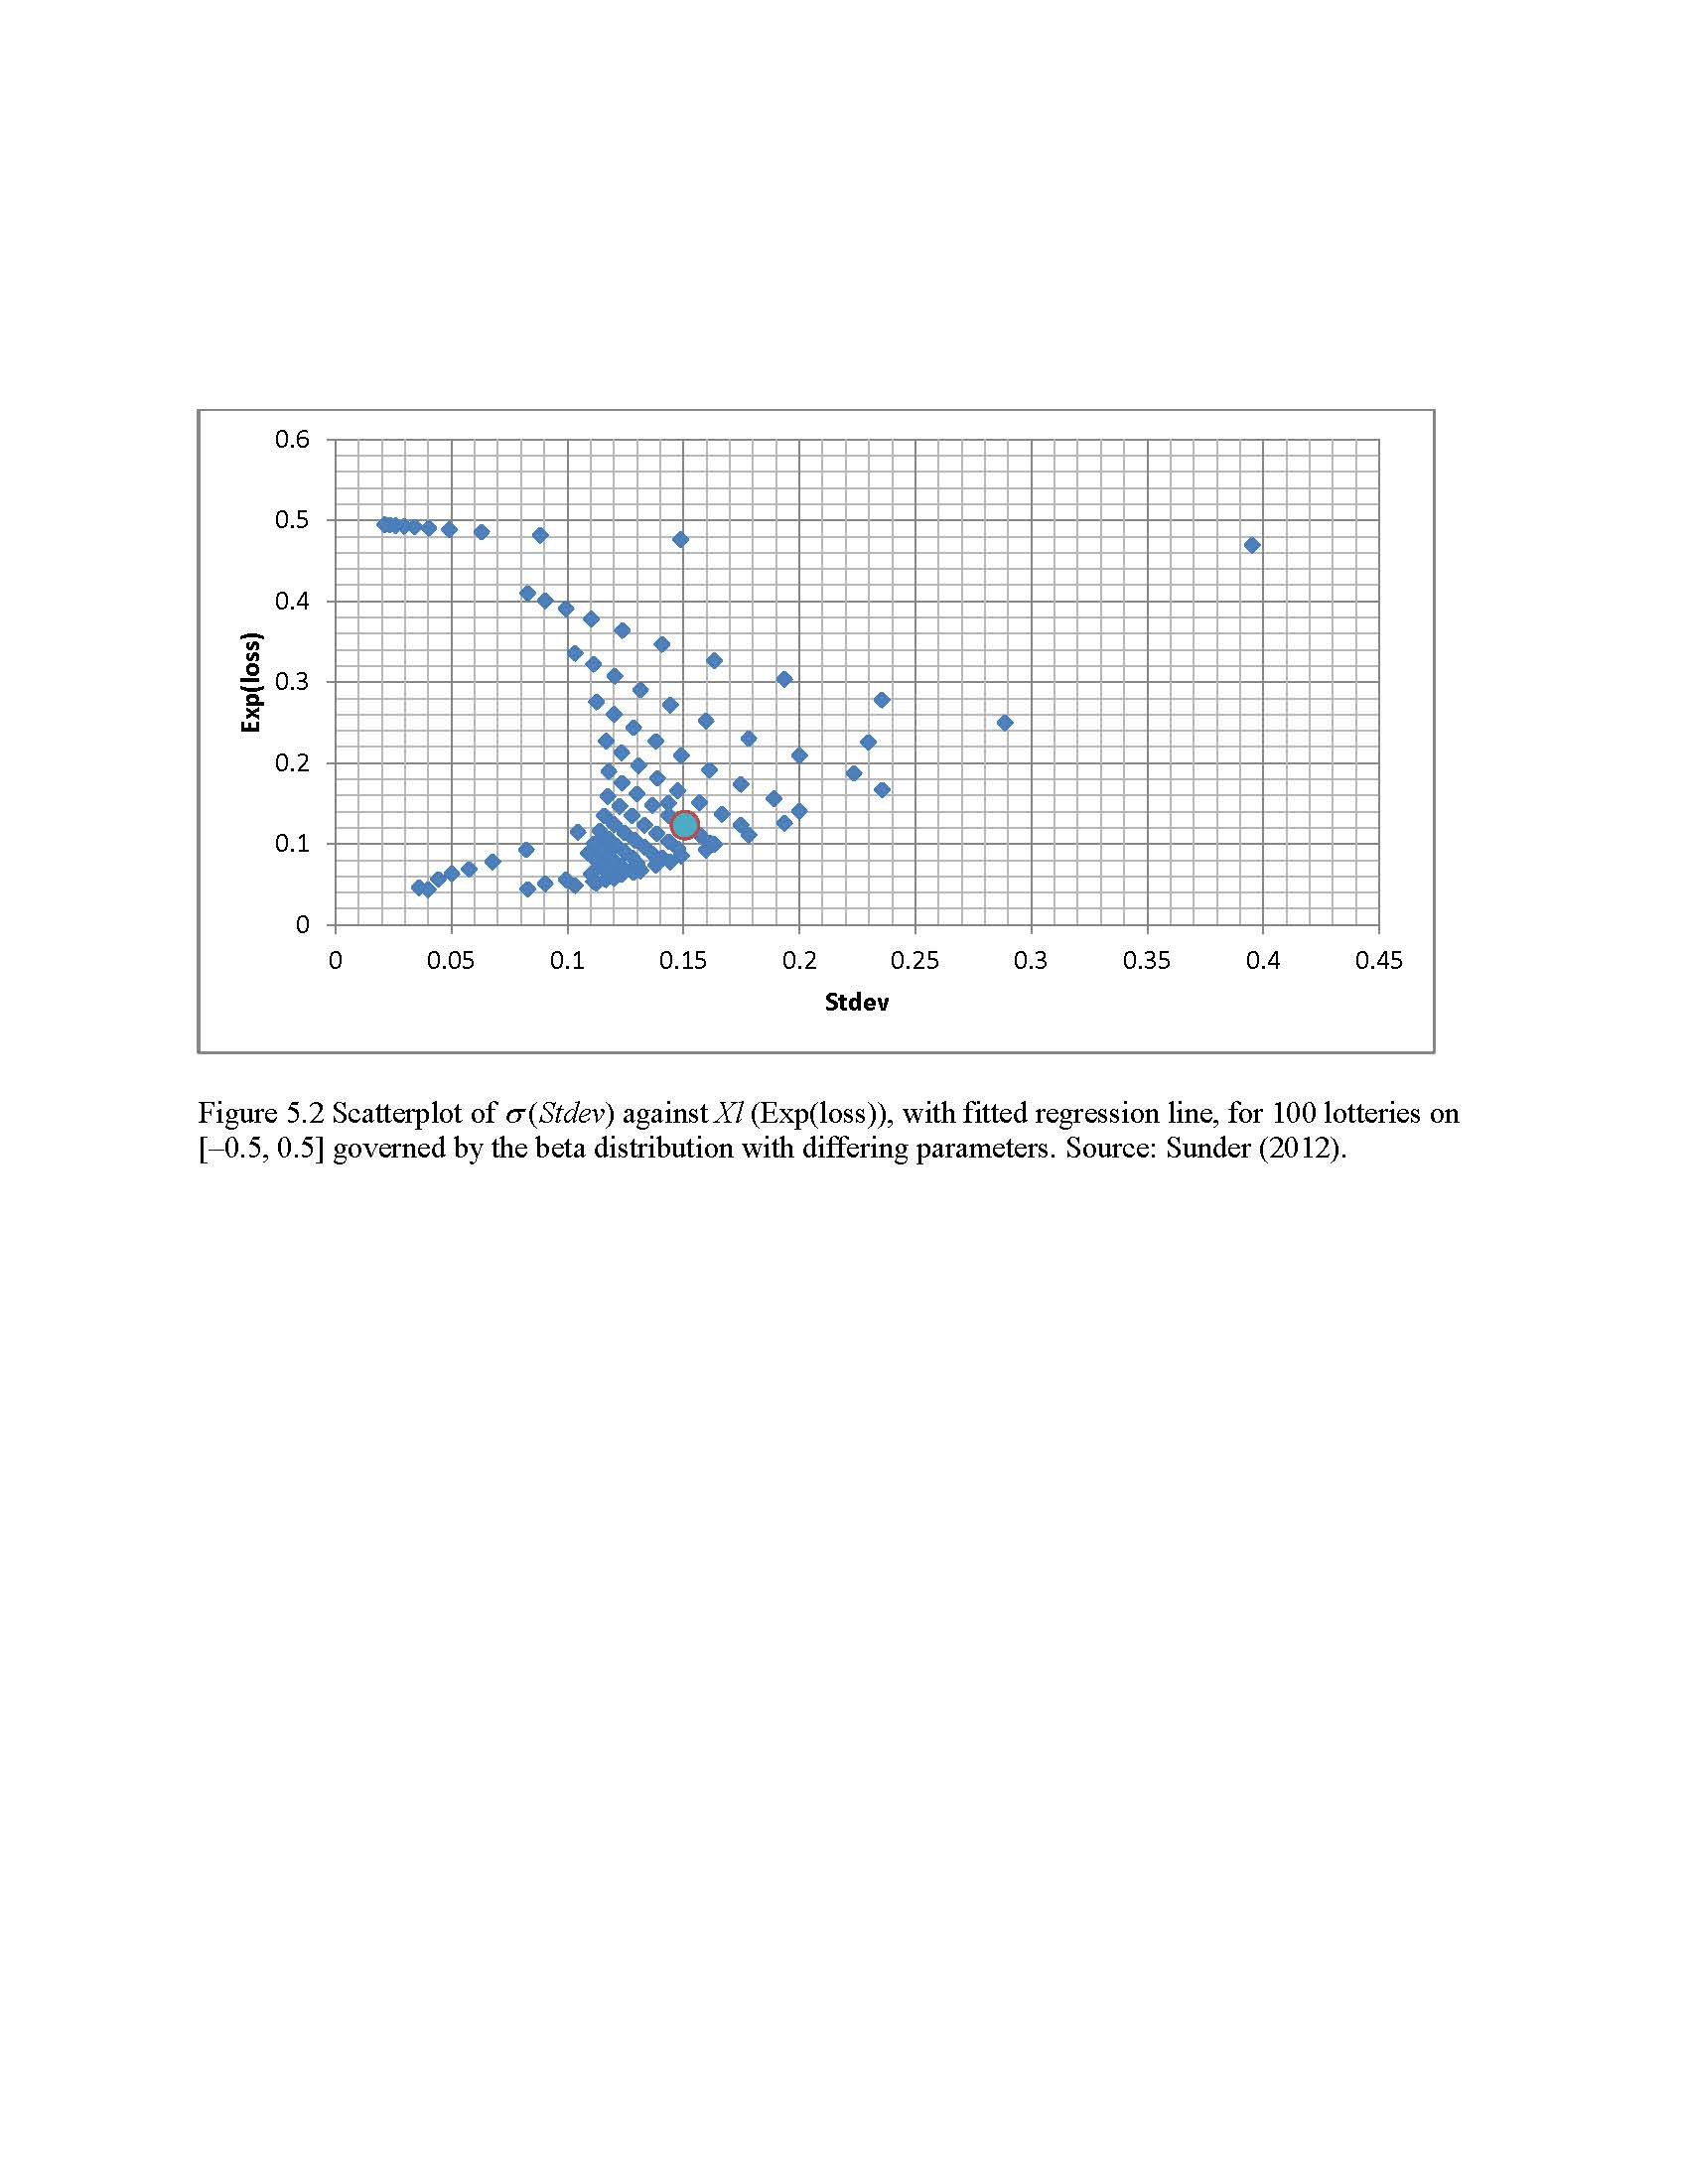 0.6
0.5
0.4
0.3
0.2
0.1
0
Exp(loss)
0 0.05 0.1 0.15 0.2 0.25 0.3 0.35 0.4 0.45
Stdev
Figure 5.2 Scatterplot of σ (Stdev) against Xl (Exp(loss)), with fitted regression line, for 100 lotteries on
[–0.5, 0.5] governed by the beta distribution with differing parameters. Source: Sunder (2012).